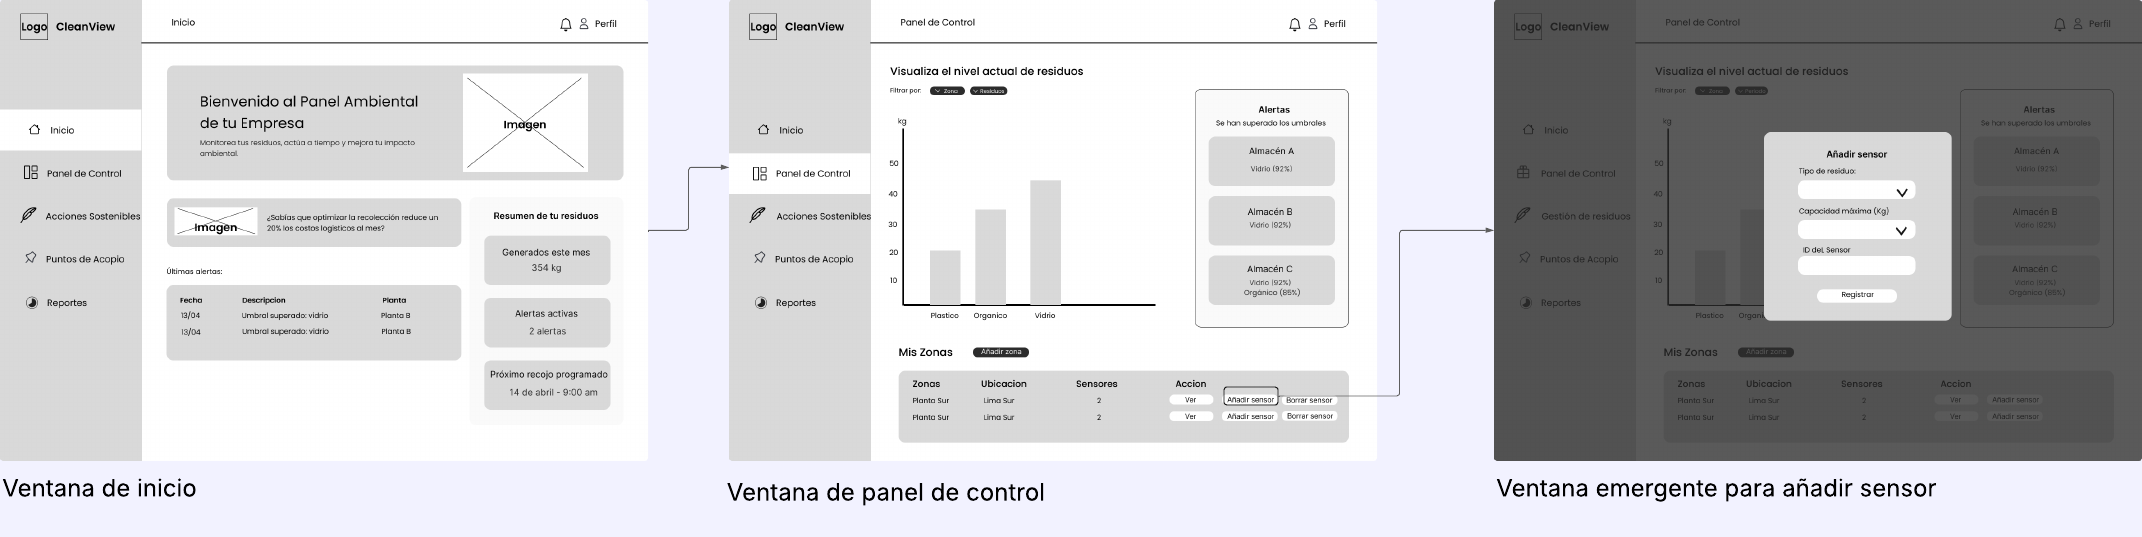 Logo CleanView
Inicio
Perfil
Inicio
Panel de Control
Acciones Sostenibles
Puntos de Acopio
Reportes
Bienvenido al Panel Ambiental
de tu Empresa
Monitorea tus residuos, actúa a tiempo y mejora tu impacto
ambiental.
Imagen
Imagen
¿Sabías que optimizar la recolección reduce un
20% los costos logísticos al mes?
Últimas alertas:
Fecha Descripcion Planta
13/04 Umbral superado: vidrio Planta B
13/04 Umbral superado: vidrio Planta B
Resumen de tu residuos
Generados este mes
354 kg
Alertas activas
2 alertas
Próximo recojo programado
14 de abril - 9:00 am
Ventana de inicio
Logo CleanView
Panel de Control
Perfil
Inicio
Panel de Control
Acciones Sostenibles
Puntos de Acopio
Reportes
Visualiza el nivel actual de residuos
Filtrar por: Zona Residuos
kg
50
40
30
20
10
Plastico Organico Vidrio
Alertas
Se han superado los umbrales
Almacén A
Vidrio (92%)
Almacén B
Vidrio (92%)
Almacén C
Vidrio (92%)
Orgánico (85%)
Mis Zonas Añadir zona
Zonas Ubicacion Sensores Accion
Planta Sur Lima Sur 2 Ver Añadir sensor Borrar sensor
Planta Sur Lima Sur 2 Ver Añadir sensor Borrar sensor
Ventana de panel de control
Logo CleanView
Panel de Control
Perfil
Inicio
Panel de Control
Gestión de residuos
Puntos de Acopio
Reportes
Visualiza el nivel actual de residuos
Filtrar por: Zona
kg
50
40
30
20
10
Plastico
Alertas
Se han superado los umbrales
Almacén A
Vidrio (92%)
Almacén B
Vidrio (92%)
Almacén C
Vidrio (92%)
Orgánico (85%)
Añadir sensor
Tipo de residuo:
Capacidad máxima (Kg)
ID del Sensor
Registrar
Mis Zonas Añadir zona
Zonas Ubicacion Sensores Accion
Planta Sur Lima Sur 2 Ver Añadir sensor
Planta Sur Lima Sur 2 Ver Añadir sensor
Ventana emergente para añadir sensor